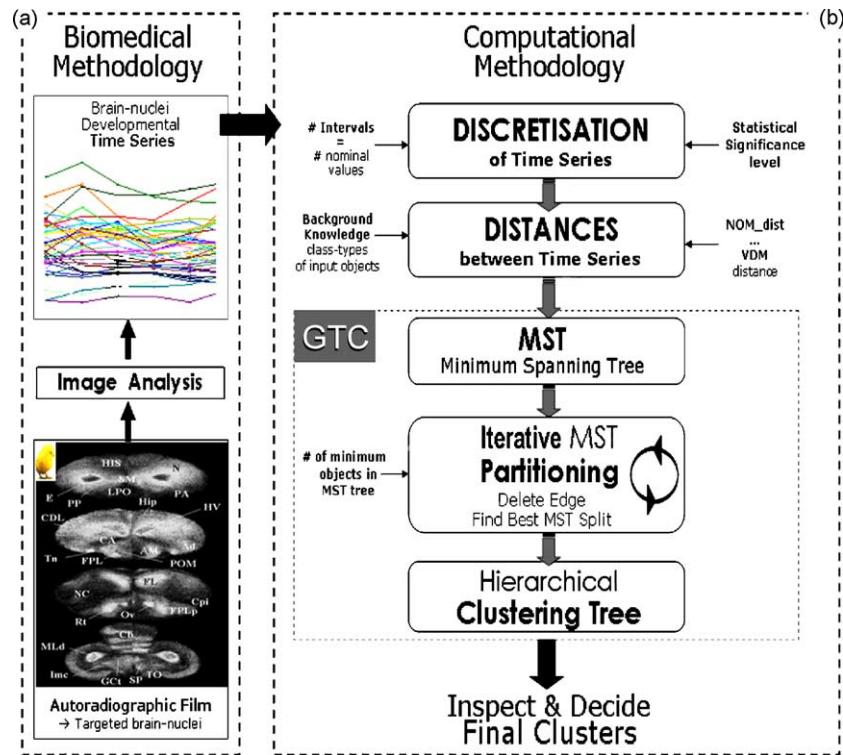 (a)
Biomedical
Methodology
Brain-nuclei
Developmental
Time Series
Image Analysis
HIS
N
SM
E
PP
LPO
Hip
PA
HV
CDL
CA
AM
Ad
Tn
FPL
POM
FL
NC
Cpi
Rt
Ov
FPLp
Cb
MLd
Imc
GCt
SP
TO
Autoradiographic Film
→ Targeted brain-nuclei
(b)
Computational
Methodology
# Intervals
=
# nominal
values
DISCRETISATION
of Time Series
Statistical
Significance
level
Background
Knowledge
class-types
of input objects
DISTANCES
between Time Series
NOM_dist
...
VDM
distance
GTC
MST
Minimum Spanning Tree
# of minimum
objects in
MST tree
Iterative MST
Partitioning
Delete Edge
Find Best MST Split
Hierarchical
Clustering Tree
Inspect & Decide
Final Clusters